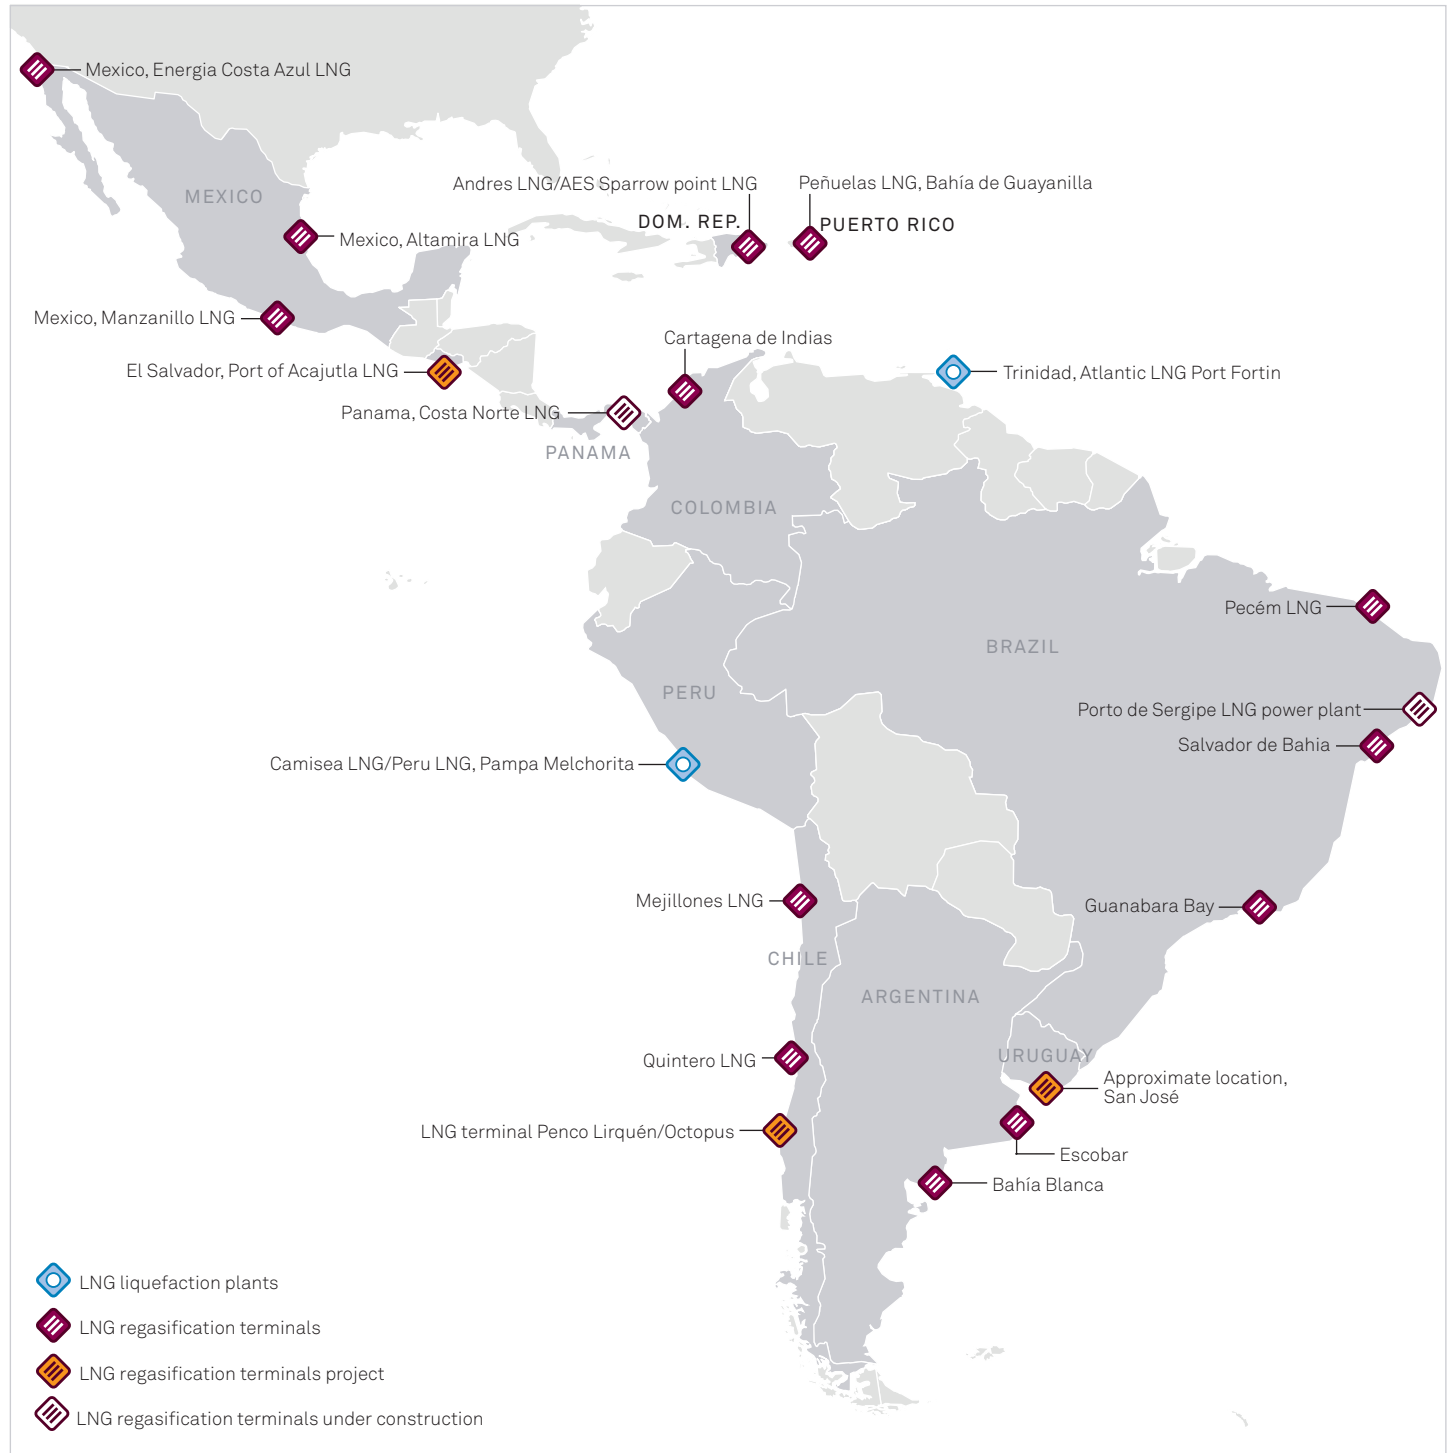 Mexico, Energia Costa Azul LNG
Andres LNG/AES Sparrow point LNG
Peñuelas LNG, Bahía de Guayanilla
MEXICO
DOM. REP.
PUERTO RICO
Mexico, Altamira LNG
Mexico, Manzanillo LNG
Cartagena de Indias
El Salvador, Port of Acajutla LNG
Trinidad, Atlantic LNG Port Fortin
Panama, Costa Norte LNG
PANAMA
COLOMBIA
Pecém LNG
BRAZIL
PERU
Porto de Sergipe LNG power plant
Salvador de Bahia
Camisea LNG/Peru LNG, Pampa Melchorita
Mejillones LNG
Guanabara Bay
CHILE
ARGENTINA
URUGUAY
Quintero LNG
Approximate location,
San José
LNG terminal Penco Lirquén/Octopus
Escobar
Bahía Blanca
LNG liquefaction plants
LNG regasification terminals
LNG regasification terminals project
LNG regasification terminals under construction